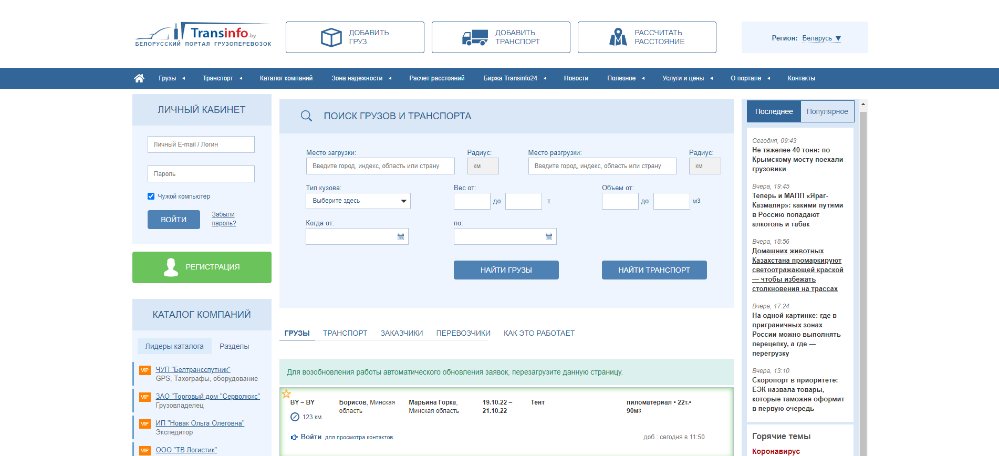 Transinfo.by
БЕЛОРУССКИЙ ПОРТАЛ ГРУЗОПЕРЕВОЗОК
ДОБАВИТЬ
ГРУЗ
ДОБАВИТЬ
ТРАНСПОРТ
РАССЧИТАТЬ
РАССТОЯНИЕ
Регион: Беларусь ▼
Грузы
Транспорт
Каталог компаний
Зона надежности
Расчет расстояний
Биржа Transinfo24
Новости
Полезное
Услуги и цены
О портале
Контакты
ЛИЧНЫЙ КАБИНЕТ
Личный E-mail / Логин
Пароль
Чужой компьютер
ВОЙТИ
Забыли
пароль?
РЕГИСТРАЦИЯ
КАТАЛОГ КОМПАНИЙ
Лидеры каталога
Разделы
VIP ЧУП "Белтрансспутник"
GPS, Тахографы, оборудование
VIP ЗАО "Торговый дом "Серволюкс"
Грузовладелец
VIP ИП "Новак Ольга Олеговна"
Экспедитор
VIP ООО "ТВ Логистик"
ПОИСК ГРУЗОВ И ТРАНСПОРТА
Место загрузки:
Введите город, индекс, область или страну
Радиус:
км
Место разгрузки:
Введите город, индекс, область или страну
Радиус:
км
Тип кузова:
Выберите здесь
Вес от:
до:
т.
Объем от:
до:
м3.
Когда от:
по:
НАЙТИ ГРУЗЫ
НАЙТИ ТРАНСПОРТ
ГРУЗЫ
ТРАНСПОРТ
ЗАКАЗЧИКИ
ПЕРЕВОЗЧИКИ
КАК ЭТО РАБОТАЕТ
Для возобновления работы автоматического обновления заявок, перезагрузите данную страницу.
BY – BY
123 км.
Борисов, Минская
область
Марьина Горка,
Минская область
19.10.22 –
21.10.22
Тент
пиломатериал • 22т.•
90м3
Войти для просмотра контактов
доб.: сегодня в 11:50
Последнее
Популярное
Сегодня, 09:43
Не тяжелее 40 тонн: по
Крымскому мосту поехали
грузовики
Вчера, 19:45
Теперь и МАПП «Яраг-
Казмаляр»: какими путями
в Россию попадают
алкоголь и табак
Вчера, 18:56
Домашних животных
Казахстана промаркируют
светоотражающей краской
— чтобы избежать
столкновения на трассах
Вчера, 17:24
На одной картинке: где в
приграничных зонах
России можно выполнять
перецепку, а где —
перегрузку
Вчера, 13:10
Скоропорт в приоритете:
ЕЭК назвала товары,
которые таможня оформит
в первую очередь
Горячие темы
Коронавирус